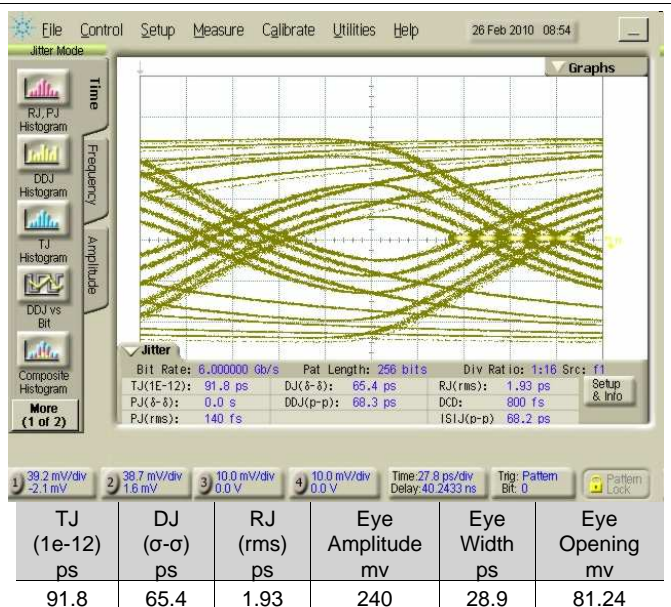 File Control Setup Measure Calibrate Utilities Help 26 Feb 2010 08:54
Jitter Mode
Graphs
RJ, PJ
Histogram
DDJ
Histogram
TJ
Histogram
DDJ vs
Bit
Composite
Histogram
More
(1 of 2)
Time
Frequency
Amplitude
Jitter
Bit Rate: 6.000000 Gb/s Pat Length: 256 bits Div Ratio: 1:16 Src: f1
TJ(1E-12): 91.8 ps DJ(δ-δ): 65.4 ps RJ(rms): 1.93 ps
PJ(δ-δ): 0.0 s DDJ(p-p): 68.3 ps DCD: 800 fs
PJ(rms): 140 fs ISIJ(p-p) 68.2 ps
Setup
& Info
1) 39.2 mV/div
-2.1 mV
2) 38.7 mV/div
1.6 mV
3) 10.0 mV/div
0.0 V
4) 10.0 mV/div
0.0 V
Time:27.8 ps/div
Delay:40.2433 ns
Trig: Pattern
Bit: 0
Pattern
Lock
TJ DJ RJ Eye Eye Eye
(1e-12) (σ-σ) (rms) Amplitude Width Opening
ps ps ps mv ps mv
91.8 65.4 1.93 240 28.9 81.24